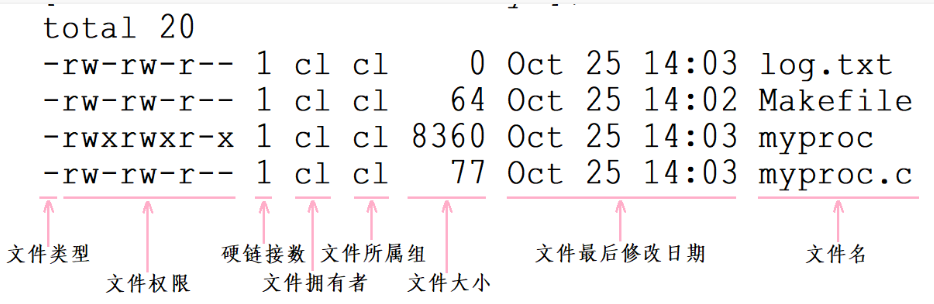 total 20
-rw-rw-r-- 1 cl cl 0 Oct 25 14:03 log.txt
-rw-rw-r-- 1 cl cl 64 Oct 25 14:02 Makefile
-rwxrwxr-x 1 cl cl 8360 Oct 25 14:03 myproc
-rw-rw-r-- 1 cl cl 77 Oct 25 14:03 myproc.c
文件类型 硬链接数 文件所属组 文件最后修改日期 文件名
文件权限 文件拥有者 文件大小